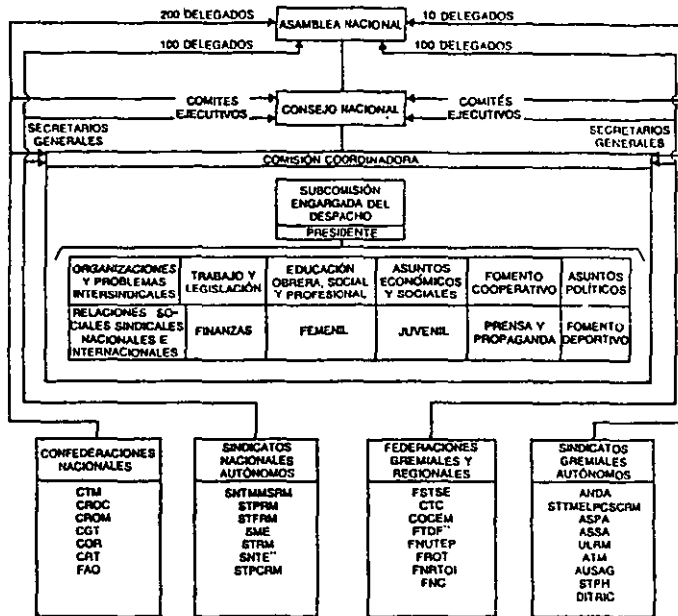 200 DELEGADOS
ASAMBLEA NACIONAL
10 DELEGADOS
100 DELEGADOS
100 DELEGADOS
COMITES
EJECUTIVOS
CONSEJO NACIONAL
COMITÉS
EJECUTIVOS
SECRETARIOS
GENERALES
SECRETARIOS
GENERALES
COMISIÓN COORDINADORA
SUBCOMISIÓN
ENGARGADA DEL
DESPACHO
PRESIDENTE
ORGANIZACIONES
Y PROBLEMAS
INTERSINDICALES
TRABAJO Y
LEGISLACIÓN
EDUCACIÓN
OBRERA, SOCIAL
Y PROFESIONAL
ASUNTOS
ECONÓMICOS
Y SOCIALES
FOMENTO
COOPERATIVO
ASUNTOS
POLÍTICOS
RELACIONES SO-
CIALES SINDICALES
NACIONALES E
INTERNACIONALES
FINANZAS
FEMENIL
JUVENIL
PRENSA Y
PROPAGANDA
FOMENTO
DEPORTIVO
CONFEDERACIONES
NACIONALES
CTM
CROC
CROM
CGT
COR
CRT
FAO
SINDICATOS
NACIONALES
AUTÓNOMOS
SNTMMSRM
STPRM
STFRM
SME
STRM
SNTE**
STPCRM
FEDERACIONES
GREMIALES Y
REGIONALES
FSTSE
CTC
COCEM
FTDF**
FNUTEP
FROT
FNRTOI
FNC
SINDICATOS
GREMIALES
AUTÓNOMOS
ANDA
STTMELPCSCRM
ASPA
ASSA
ULRM
ATM
AUSAG
STPH
DITRIC